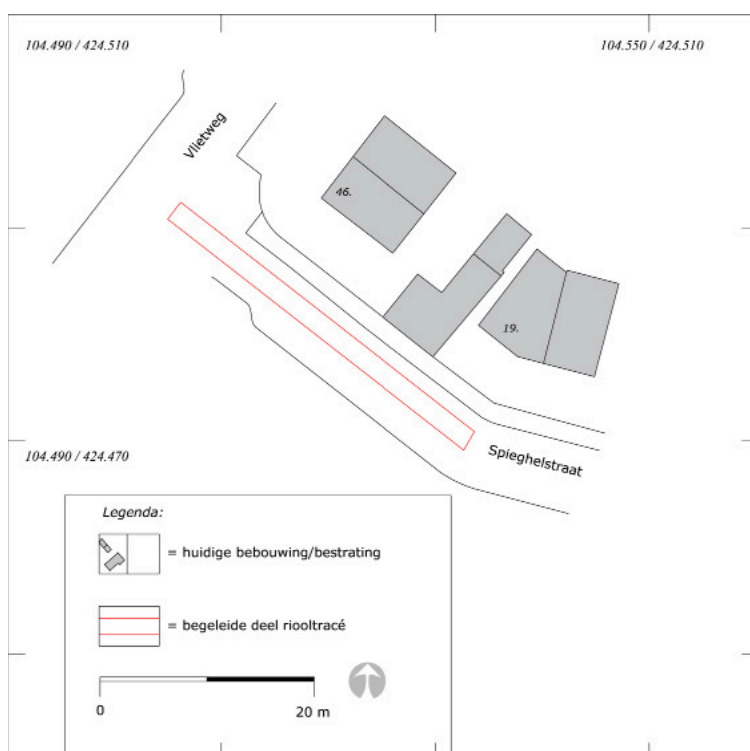 104.490 / 424.510
104.550 / 424.510
Vlietweg
46.
19.
104.490 / 424.470
Spieghelstraat
Legenda:
= huidige bebouwing/bestrating
= begeleide deel riooltracé
0
20 m